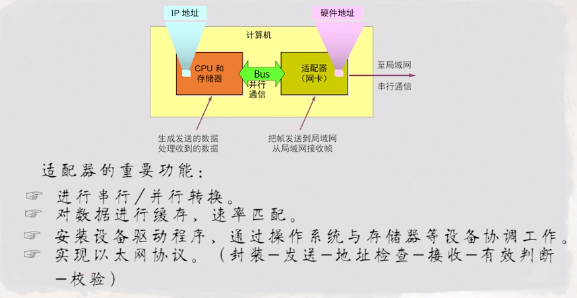 IP 地址
硬件地址
计算机
CPU 和
存储器
Bus
并行
通信
适配器
（网卡）
至局域网
串行通信
生成发送的数据
处理收到的数据
把帧发送到局域网
从局域网接收帧
适配器的重要功能：
☞ 进行串行/并行转换。
☞ 对数据进行缓存，速率匹配。
☞ 安装设备驱动程序，通过操作系统与存储器等设备协调工作。
☞ 实现以太网协议。（封装—发送—地址检查—接收—有效判断
—校验）